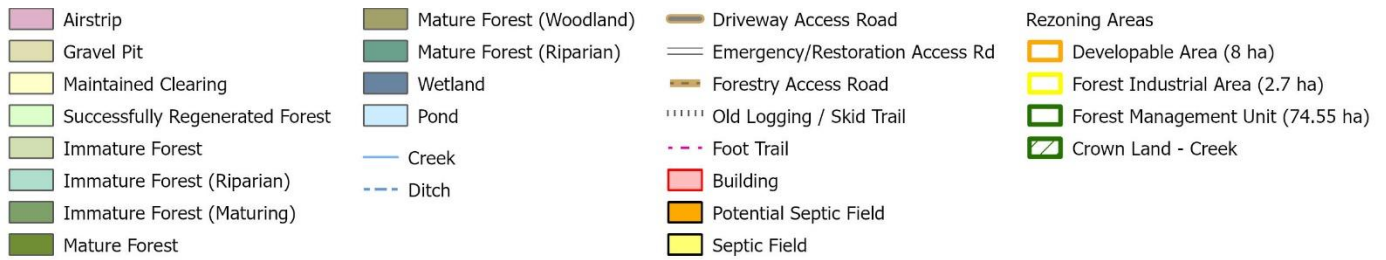 Airstrip
Gravel Pit
Maintained Clearing
Successfully Regenerated Forest
Immature Forest
Immature Forest (Riparian)
Immature Forest (Maturing)
Mature Forest
Mature Forest (Woodland)
Mature Forest (Riparian)
Wetland
Pond
Creek
Ditch
Driveway Access Road
Emergency/Restoration Access Rd
Forestry Access Road
Old Logging / Skid Trail
Foot Trail
Building
Potential Septic Field
Septic Field
Rezoning Areas
Developable Area (8 ha)
Forest Industrial Area (2.7 ha)
Forest Management Unit (74.55 ha)
Crown Land - Creek